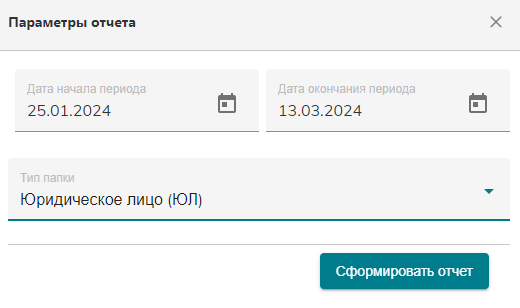 Параметры отчета
Дата начала периода
25.01.2024
Дата окончания периода
13.03.2024
Тип папки
Юридическое лицо (ЮЛ)
Сформировать отчет